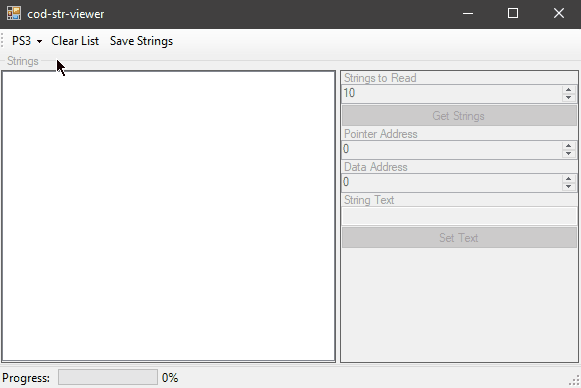 cod-str-viewer
PS3 Clear List Save Strings
Strings
Strings to Read
10
Get Strings
Pointer Address
0
Data Address
0
String Text
Set Text
Progress: 0%